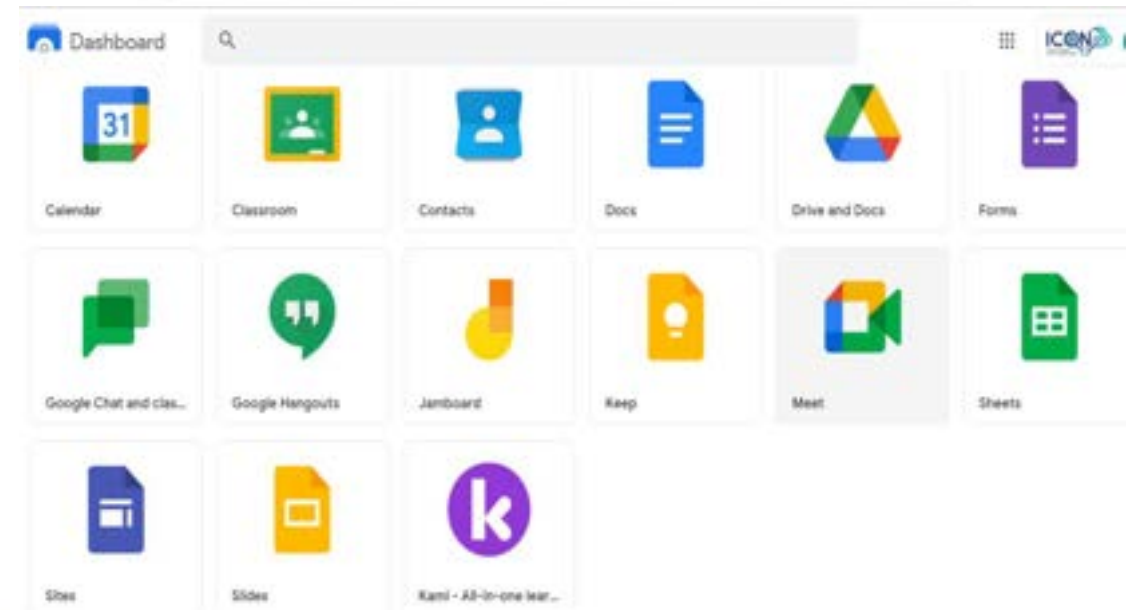 Dashboard
ICON
31
Calendar
Classroom
Contacts
Docs
Drive and Docs
Forms
Google Chat and clas...
Google Hangouts
Jamboard
Keep
Meet
Sheets
k
Sites
Slides
Kami - All-in-one lear...